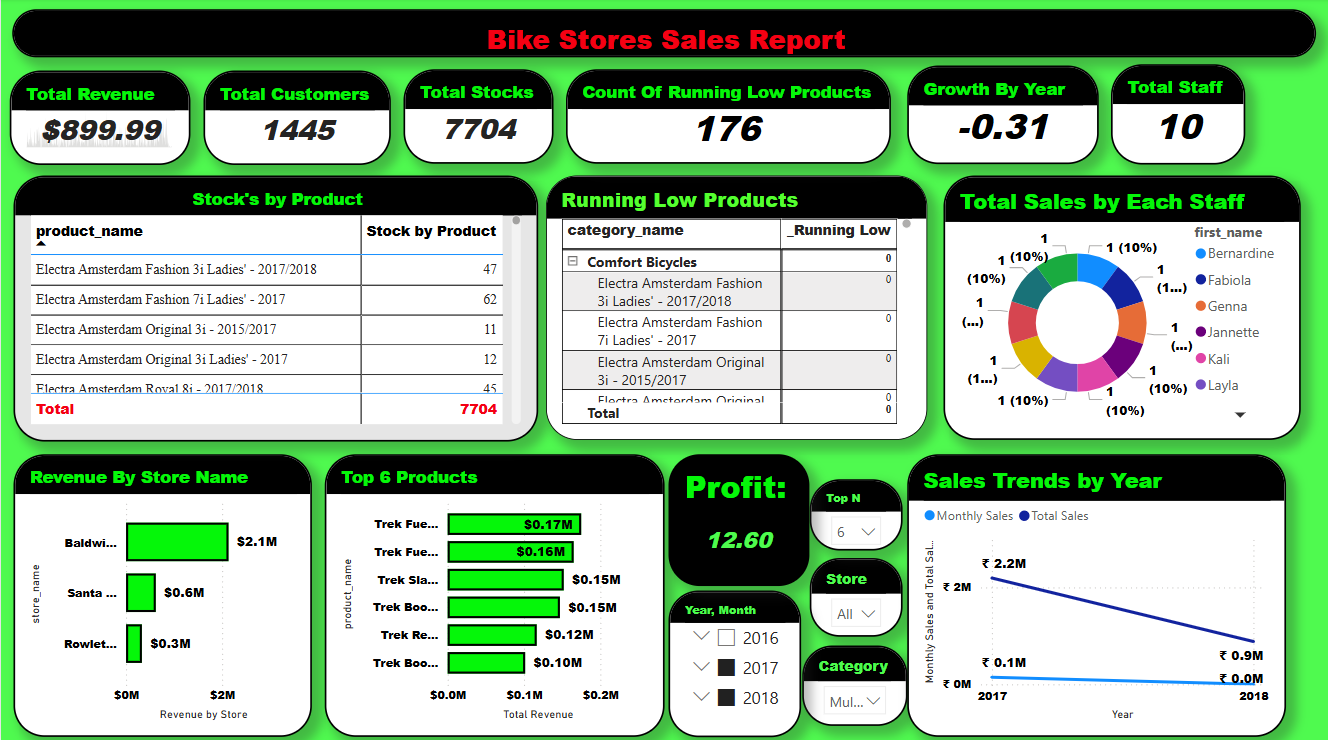 Bike Stores Sales Report
Total Revenue
$899.99
Total Customers
1445
Total Stocks
7704
Count Of Running Low Products
176
Growth By Year
-0.31
Total Staff
10
Stock's by Product
product_name Stock by Product
Electra Amsterdam Fashion 3i Ladies' - 2017/2018 47
Electra Amsterdam Fashion 7i Ladies' - 2017 62
Electra Amsterdam Original 3i - 2015/2017 11
Electra Amsterdam Original 3i Ladies' - 2017 12
Electra Amsterdam Royal 8i - 2017/2018 45
Total 7704
Running Low Products
category_name _Running Low
Comfort Bicycles 0
Electra Amsterdam Fashion 0
3i Ladies' - 2017/2018
Electra Amsterdam Fashion 0
7i Ladies' - 2017
Electra Amsterdam Original 0
3i - 2015/2017
Electra Amsterdam Original 0
Total 0
Total Sales by Each Staff
first_name
Bernardine
Fabiola
Genna
Jannette
Kali
Layla
1 (10%)
1
(1...)
1
(...)
1
(10%)
1
(10%)
1 (10%)
1
(1...)
1
(...)
1
(10%)
1
(10%)
Revenue By Store Name
store_name
Baldwi... $2.1M
Santa ... $0.6M
Rowlet... $0.3M
$0M $2M
Revenue by Store
Top 6 Products
product_name
Trek Fue... $0.17M
Trek Fue... $0.16M
Trek Sla... $0.15M
Trek Boo... $0.15M
Trek Re... $0.12M
Trek Boo... $0.10M
$0.0M $0.1M $0.2M
Total Revenue
Profit:
12.60
Year, Month
2016
2017
2018
Top N
6
Store
All
Category
Mul...
Sales Trends by Year
Monthly Sales Total Sales
Monthly Sales and Total Sal...
₹ 2.2M
₹ 2M
₹ 0.9M
₹ 0.1M
₹ 0.0M
₹ 0M
2017 2018
Year